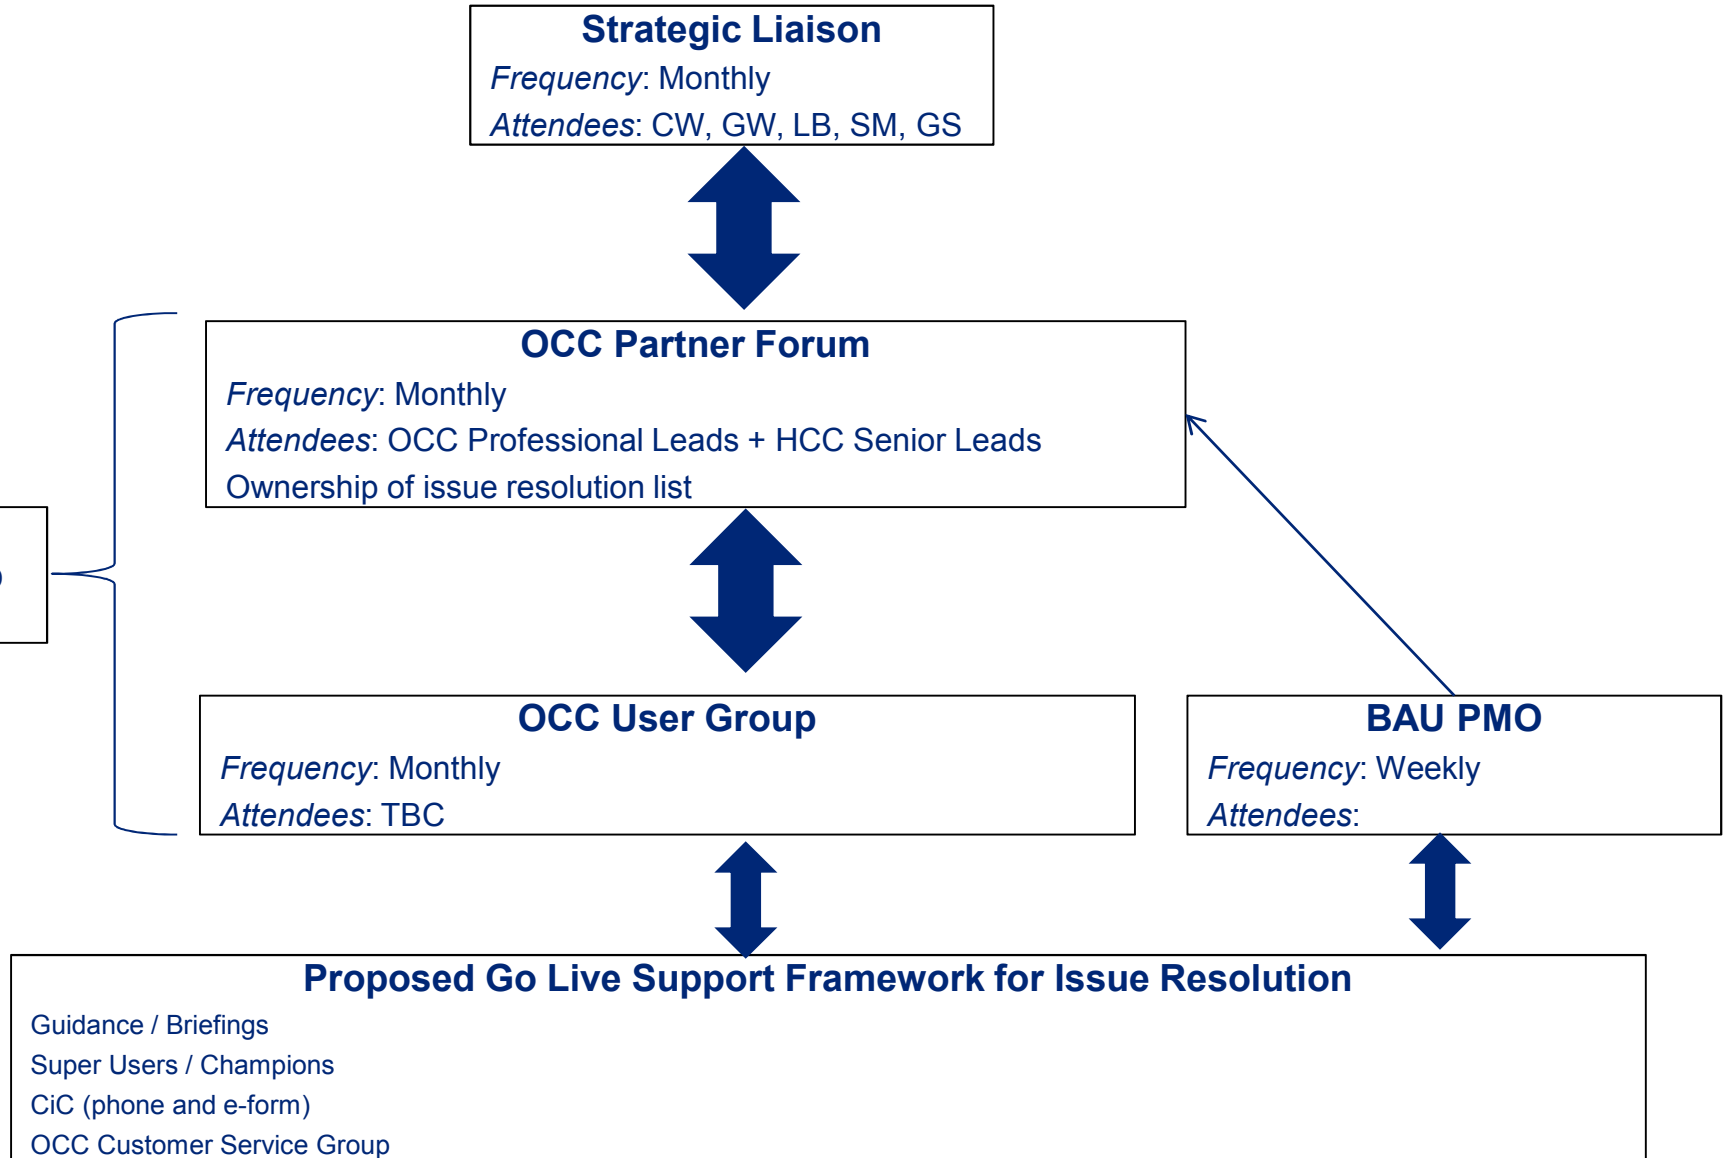 Strategic Liaison
Frequency: Monthly
Attendees: CW, GW, LB, SM, GS
OCC Partner Forum
Frequency: Monthly
Attendees: OCC Professional Leads + HCC Senior Leads
Ownership of issue resolution list
OCC User Group
Frequency: Monthly
Attendees: TBC
BAU PMO
Frequency: Weekly
Attendees:
Proposed Go Live Support Framework for Issue Resolution
Guidance / Briefings
Super Users / Champions
CiC (phone and e-form)
OCC Customer Service Group